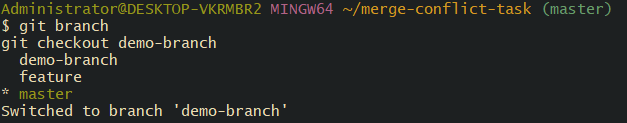 Administrator@DESKTOP-VKRMBR2 MINGW64 ~/merge-conflict-task (master)
$ git branch
git checkout demo-branch
  demo-branch
  feature
* master
Switched to branch 'demo-branch'